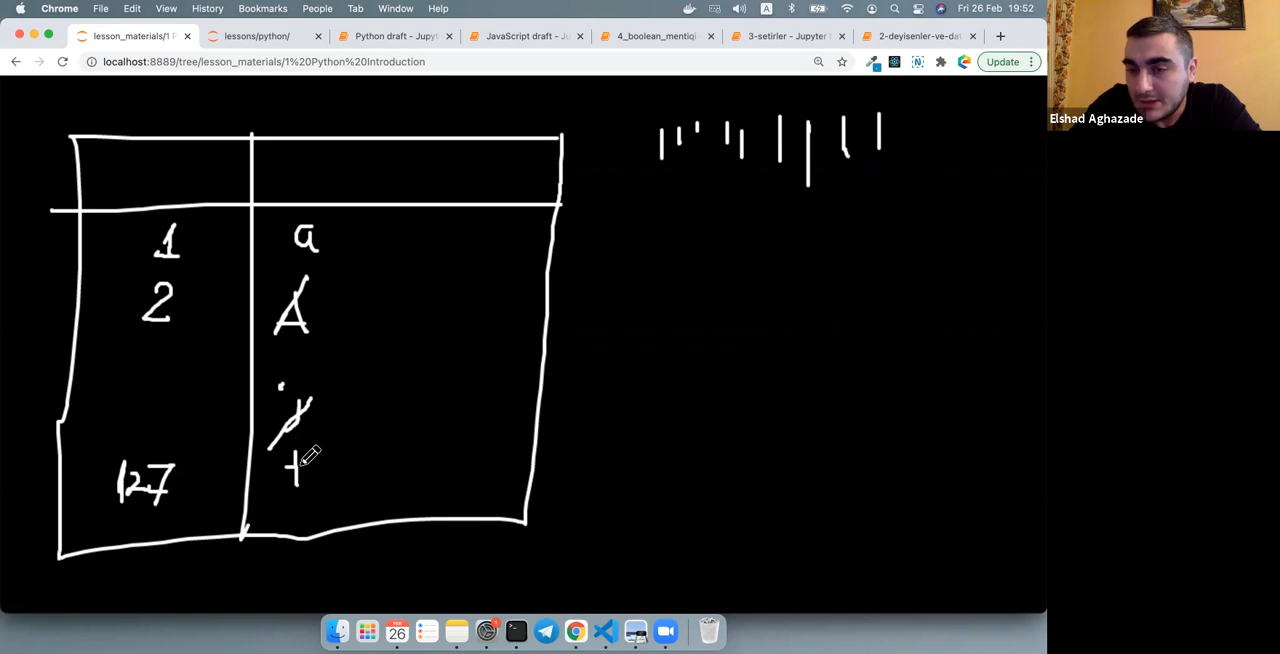 Chrome File Edit View History Bookmarks People Tab Window Help A Fri 26 Feb 19:52
lesson_materials/1 P lessons/python/ Python draft - Jupyt JavaScript draft - Ju 4_boolean_mentiqi 3-setirler - Jupyter N 2-deyisenler-ve-dat
localhost:8889/tree/lesson_materials/1%20Python%20Introduction Update
Elshad Aghazade
1 a
2 A
127 +
FEB
26
1